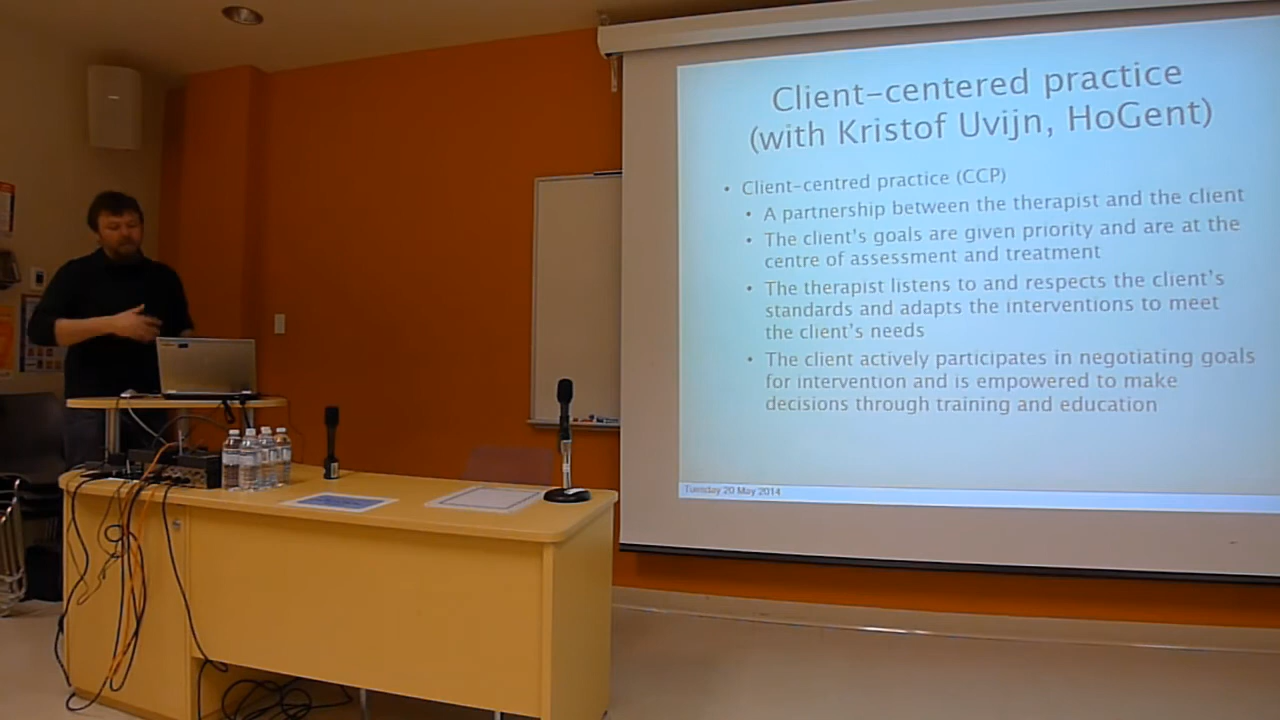 Client-centered practice
(with Kristof Uvijn, HoGent)
• Client-centred practice (CCP)
• A partnership between the therapist and the client
• The client's goals are given priority and are at the
centre of assessment and treatment
• The therapist listens to and respects the client's
standards and adapts the interventions to meet
the client's needs
• The client actively participates in negotiating goals
for intervention and is empowered to make
decisions through training and education
Tuesday 20 May 2014